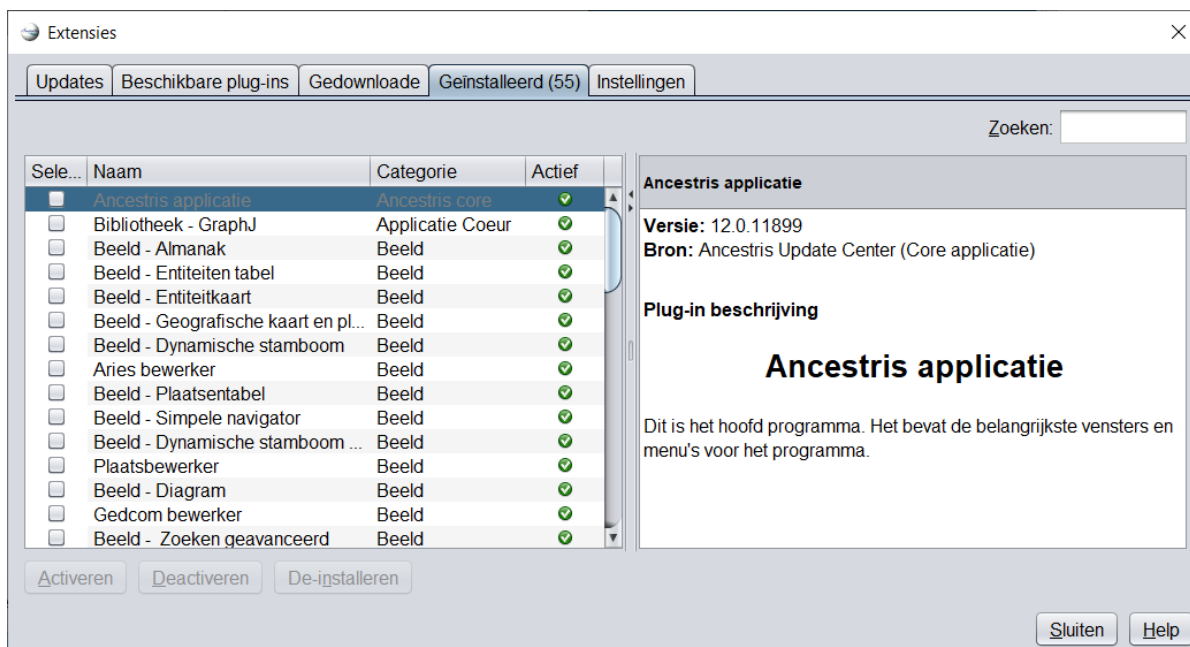 Extensies
Updates Beschikbare plug-ins Gedownloade Geïnstalleerd (55) Instellingen
Zoeken:
Sele... Naam Categorie Actief
Ancestris applicatie Ancestris core
Bibliotheek - GraphJ Applicatie Coeur
Beeld - Almanak Beeld
Beeld - Entiteiten tabel Beeld
Beeld - Entiteitkaart Beeld
Beeld - Geografische kaart en pl... Beeld
Beeld - Dynamische stamboom Beeld
Aries bewerker Beeld
Beeld - Plaatsentabel Beeld
Beeld - Simpele navigator Beeld
Beeld - Dynamische stamboom ... Beeld
Plaatsbewerker Beeld
Beeld - Diagram Beeld
Gedcom bewerker Beeld
Beeld - Zoeken geavanceerd Beeld
Ancestris applicatie
Versie: 12.0.11899
Bron: Ancestris Update Center (Core applicatie)
Plug-in beschrijving
Ancestris applicatie
Dit is het hoofd programma. Het bevat de belangrijkste vensters en
menu's voor het programma.
Activeren Deactiveren De-installeren
Sluiten Help